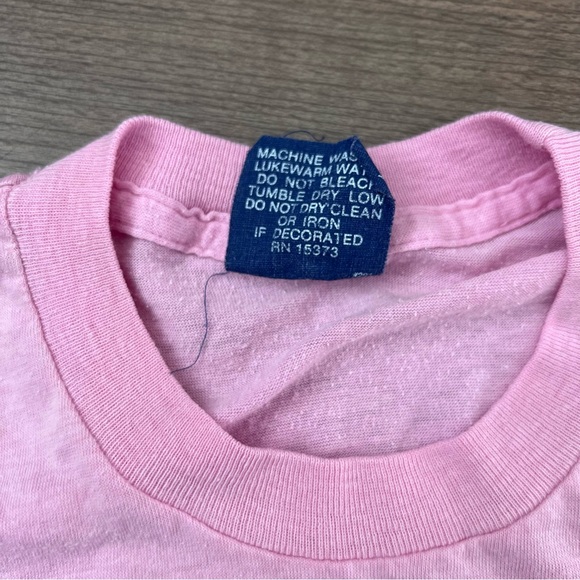 MACHINE WAS
LUKEWARM WAT
DO NOT BLEACH
TUMBLE DRY LOW
DO NOT DRY CLEAN
OR IRON
IF DECORATED
RN 15373